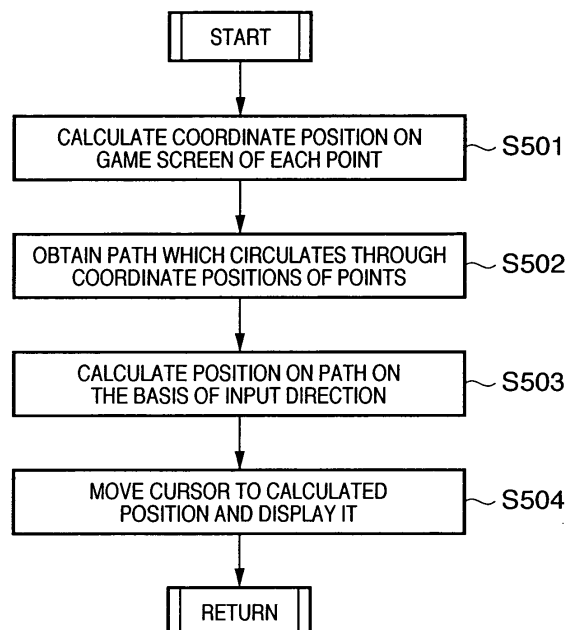 START
CALCULATE COORDINATE POSITION ON
GAME SCREEN OF EACH POINT
S501
OBTAIN PATH WHICH CIRCULATES THROUGH
COORDINATE POSITIONS OF POINTS
S502
CALCULATE POSITION ON PATH ON
THE BASIS OF INPUT DIRECTION
S503
MOVE CURSOR TO CALCULATED
POSITION AND DISPLAY IT
S504
RETURN